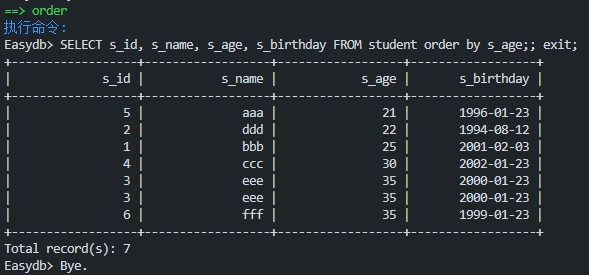 ==> order
执行命令:
Easydb> SELECT s_id, s_name, s_age, s_birthday FROM student order by s_age;; exit;
+-----------------+-----------------+-----------------+-----------------+
|            s_id |          s_name |           s_age |      s_birthday |
+-----------------+-----------------+-----------------+-----------------+
|               5 |             aaa |              21 |      1996-01-23 |
|               2 |             ddd |              22 |      1994-08-12 |
|               1 |             bbb |              25 |      2001-02-03 |
|               4 |             ccc |              30 |      2002-01-23 |
|               3 |             eee |              35 |      2000-01-23 |
|               3 |             eee |              35 |      2000-01-23 |
|               6 |             fff |              35 |      1999-01-23 |
+-----------------+-----------------+-----------------+-----------------+
Total record(s): 7
Easydb> Bye.